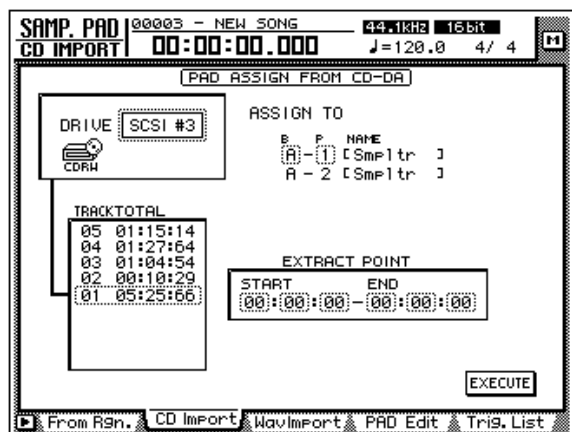 SAMP. PAD 00003 - NEW SONG 44.1kHz 16bit
CD IMPORT 00:00:00.000 ♩=120.0 4/ 4 M
PAD ASSIGN FROM CD-DA
DRIVE SCSI #3
CDRW
ASSIGN TO
B P NAME
A - 1 [Smpltr ]
A - 2 [Smpltr ]
TRACK TOTAL
05 01:15:14
04 01:27:64
03 01:04:54
02 00:10:29
01 05:25:66
EXTRACT POINT
START END
00:00:00-00:00:00
EXECUTE
From Rgn. CD Import WavImport PAD Edit Trig. List